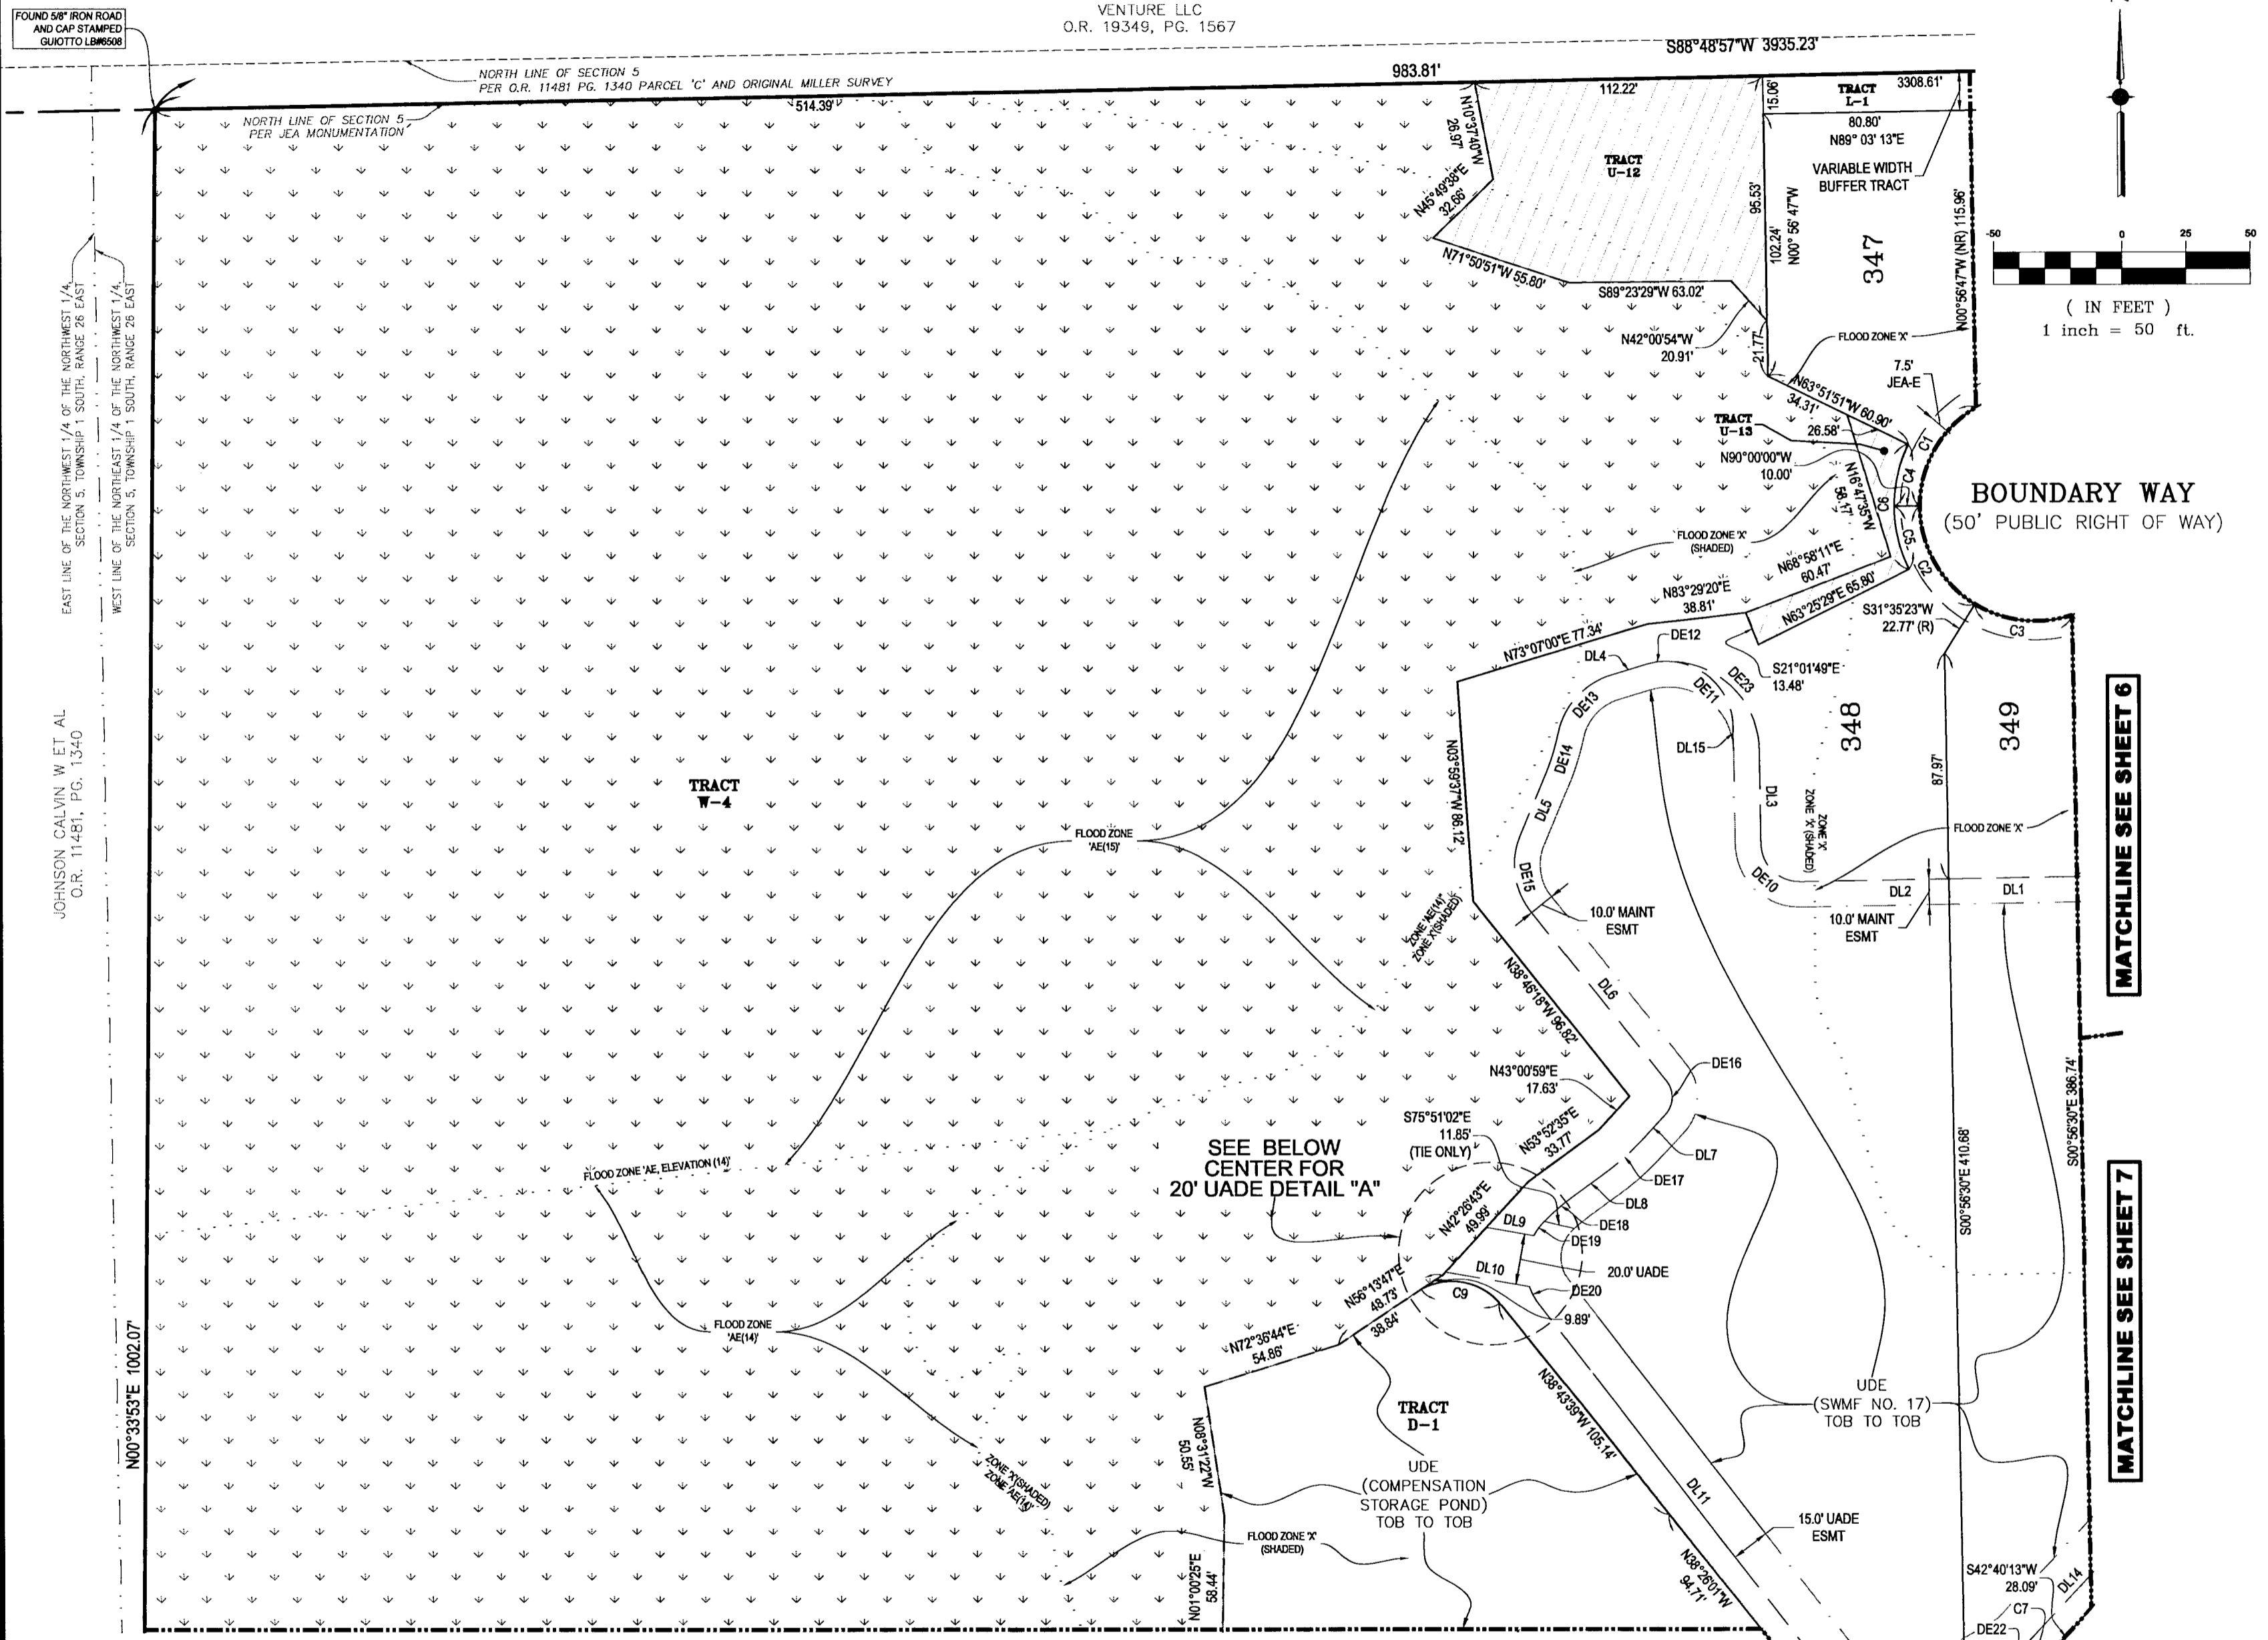 FOUND 5/8" IRON ROAD
AND CAP STAMPED
GUIOTTO LB#6508
VENTURE LLC
O.R. 19349, PG. 1567
S88°48'57"W 3935.23'
983.81'
NORTH LINE OF SECTION 5
PER O.R. 11481 PG. 1340 PARCEL 'C' AND ORIGINAL MILLER SURVEY
514.39'
NORTH LINE OF SECTION 5
PER JEA MONUMENTATION
N10°37'40"W
26.97'
112.22'
15.06'
TRACT
L-1
3308.61'
80.80'
N89° 03' 13"E
VARIABLE WIDTH
BUFFER TRACT
TRACT
U-12
N45°49'38"E
32.66'
95.53'
102.24'
N00° 56' 47"W
347
N00°56'47"W (NR) 115.96'
-50
0
25
50
( IN FEET )
1 inch = 50 ft.
N71°50'51"W 55.80'
S89°23'29"W 63.02'
N42°00'54"W
20.91'
21.77'
FLOOD ZONE 'X'
7.5'
JEA-E
N63°51'51"W 60.90'
34.31'
26.58'
TRACT
U-13
N90°00'00"W
10.00'
C1
C4
C6
C5
C2
N16°47'35"W
58.17'
BOUNDARY WAY
(50' PUBLIC RIGHT OF WAY)
FLOOD ZONE 'X'
(SHADED)
N68°58'11"E
60.47'
N83°29'20"E
38.81'
N63°25'29"E 65.80'
S31°35'23"W
22.77' (R)
C3
EAST LINE OF THE NORTHWEST 1/4 OF THE NORTHWEST 1/4,
SECTION 5, TOWNSHIP 1 SOUTH, RANGE 26 EAST
WEST LINE OF THE NORTHEAST 1/4 OF THE NORTHWEST 1/4,
SECTION 5, TOWNSHIP 1 SOUTH, RANGE 26 EAST
JOHNSON CALVIN W ET AL
O.R. 11481, PG. 1340
N73°07'00"E 77.34'
DE12
DL4
DE23
DE11
DE13
S21°01'49"E
13.48'
DE14
DL15
348
349
MATCHLINE SEE SHEET 6
N03°59'37"W 86.12'
DL5
DL3
87.97'
TRACT
W-4
FLOOD ZONE
'AE(15)'
ZONE 'X'
ZONE 'X' (SHADED)
FLOOD ZONE 'X'
DE15
DE10
DL2
DL1
10.0' MAINT
ESMT
10.0' MAINT
ESMT
ZONE 'AE(14)'
ZONE 'X'(SHADED)
N38°46'18"W 96.82'
DL6
N43°00'59"E
17.63'
DE16
S75°51'02"E
11.85'
(TIE ONLY)
N53°52'35"E
33.77'
DL7
DE17
DL8
DE18
DE19
S00°56'30"E 386.74'
S00°56'30"E 410.68'
FLOOD ZONE 'AE, ELEVATION (14)'
SEE BELOW
CENTER FOR
20' UADE DETAIL "A"
N42°26'43"E
49.99'
DL9
20.0' UADE
DL10
DE20
C9
9.89'
N56°13'47"E
48.73'
38.84'
MATCHLINE SEE SHEET 7
FLOOD ZONE
'AE(14)'
N72°36'44"E
54.86'
N00°33'53"E 1002.07'
N38°43'39"W 105.14'
TRACT
D-1
UDE
(SWMF NO. 17)
TOB TO TOB
N08°31'22"W
50.55'
UDE
(COMPENSATION
STORAGE POND)
TOB TO TOB
ZONE 'X'(SHADED)
ZONE 'AE(14)'
DL11
15.0' UADE
ESMT
FLOOD ZONE 'X'
(SHADED)
N01°00'25"E
58.44'
N38°26'01"W
94.71'
S42°40'13"W
28.09'
DL14
C7
DE22